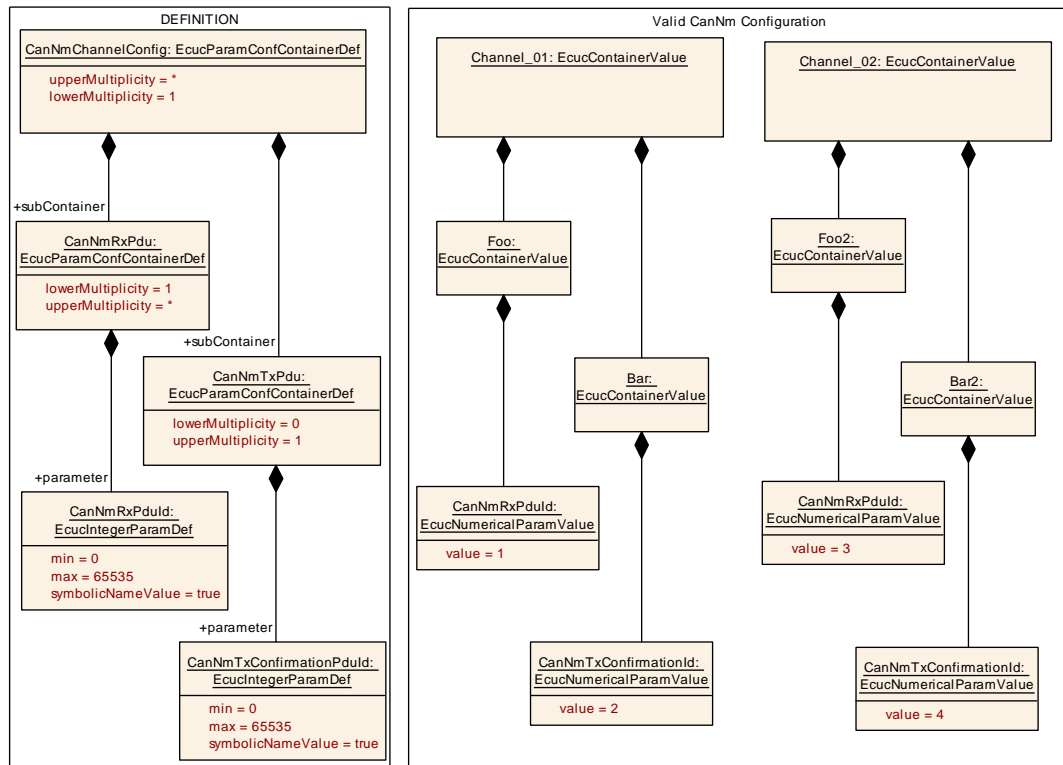 DEFINITION
CanNmChannelConfig: EcucParamConfContainerDef
upperMultiplicity = *
lowerMultiplicity = 1
+subContainer
CanNmRxPdu:
EcucParamConfContainerDef
lowerMultiplicity = 1
upperMultiplicity = *
+subContainer
CanNmTxPdu:
EcucParamConfContainerDef
lowerMultiplicity = 0
upperMultiplicity = 1
+parameter
CanNmRxPduId:
EcucIntegerParamDef
min = 0
max = 65535
symbolicNameValue = true
+parameter
CanNmTxConfirmationPduId:
EcucIntegerParamDef
min = 0
max = 65535
symbolicNameValue = true
Valid CanNm Configuration
Channel_01: EcucContainerValue
Foo:
EcucContainerValue
Bar:
EcucContainerValue
CanNmRxPduId:
EcucNumericalParamValue
value = 1
CanNmTxConfirmationId:
EcucNumericalParamValue
value = 2
Channel_02: EcucContainerValue
Foo2:
EcucContainerValue
Bar2:
EcucContainerValue
CanNmRxPduId:
EcucNumericalParamValue
value = 3
CanNmTxConfirmationId:
EcucNumericalParamValue
value = 4